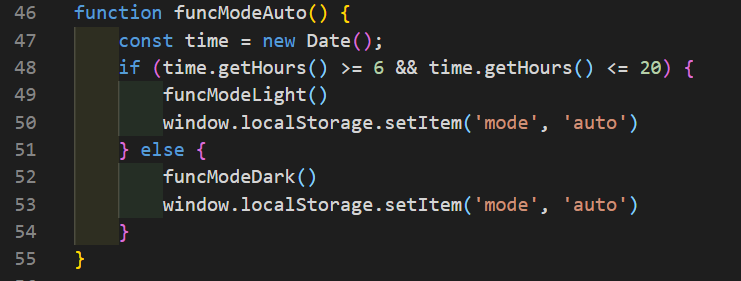 46 function funcModeAuto() {
47     const time = new Date();
48     if (time.getHours() >= 6 && time.getHours() <= 20) {
49         funcModeLight()
50         window.localStorage.setItem('mode', 'auto')
51     } else {
52         funcModeDark()
53         window.localStorage.setItem('mode', 'auto')
54     }
55 }